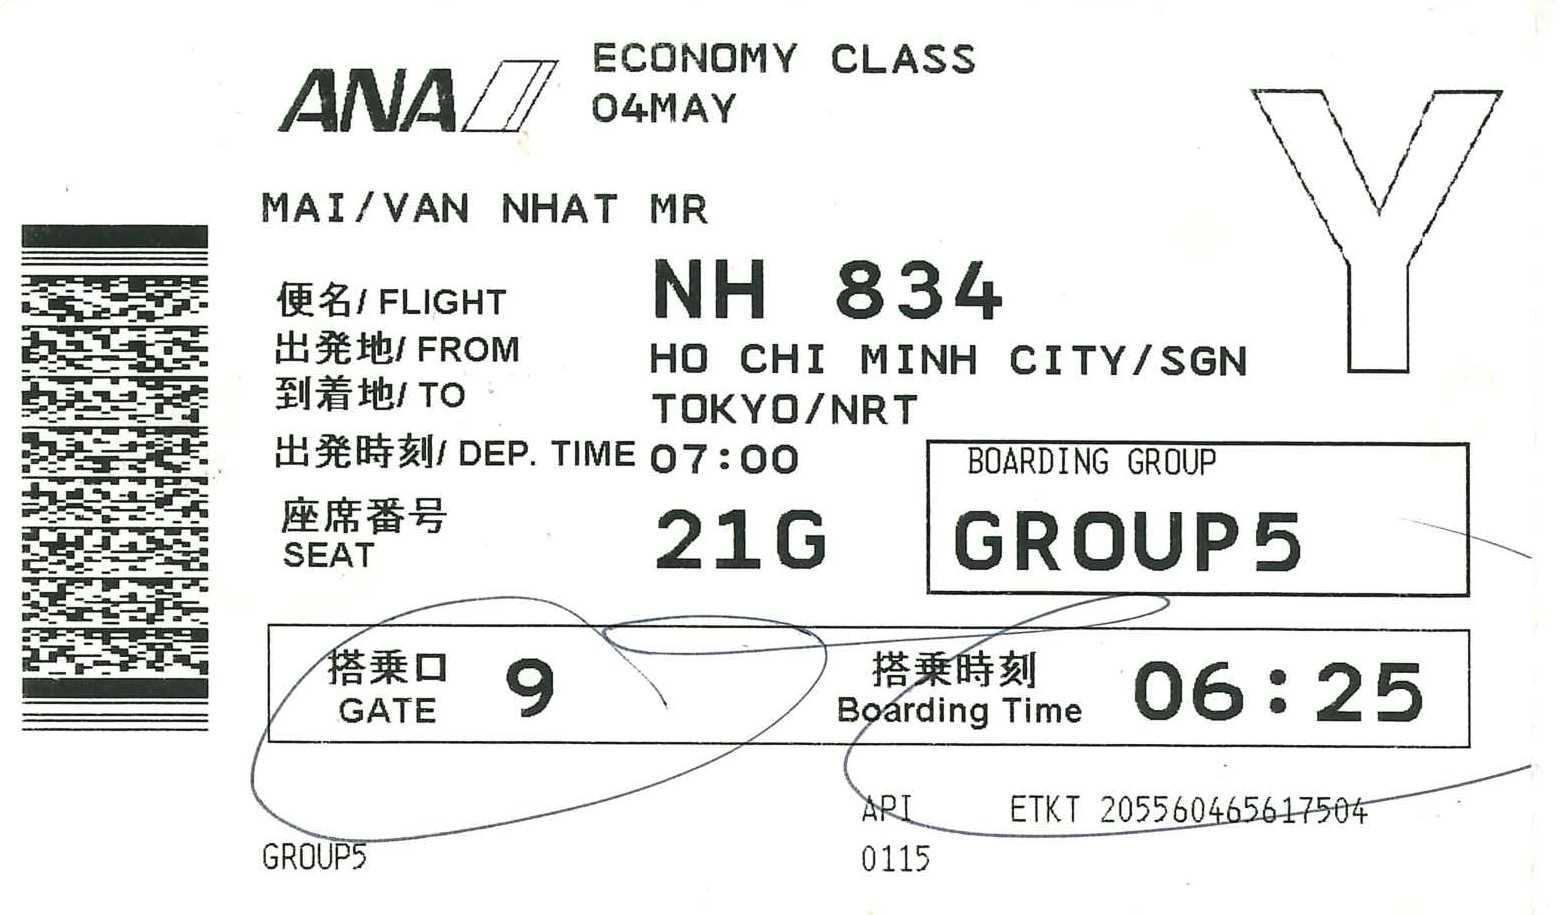 ANA ECONOMY CLASS
04MAY
Y
MAI/VAN NHAT MR
便名/ FLIGHT NH 834
出発地/ FROM HO CHI MINH CITY/SGN
到着地/ TO TOKYO/NRT
出発時刻/ DEP. TIME 07:00
BOARDING GROUP
座席番号
SEAT 21G
GROUP5
搭乗口
GATE 9
搭乗時刻
Boarding Time 06:25
API ETKT 205560465617504
GROUP5 0115